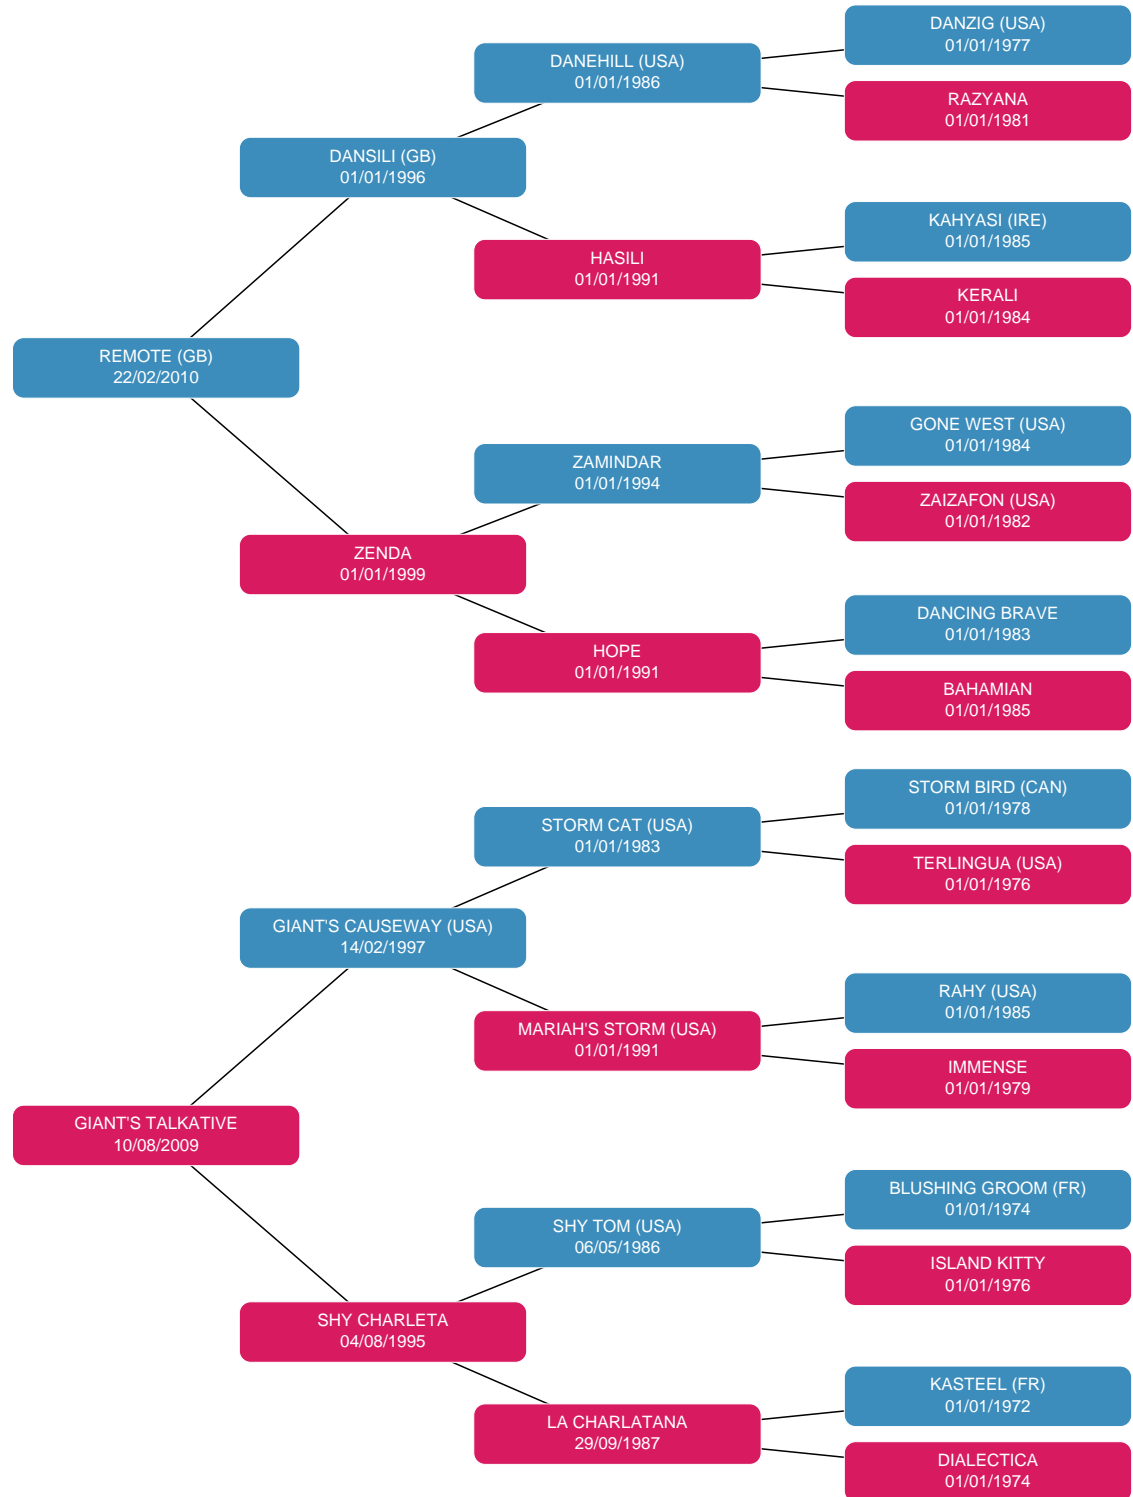 DANZIG (USA)
01/01/1977
DANEHILL (USA)
01/01/1986
RAZYANA
01/01/1981
DANSILI (GB)
01/01/1996
KAHYASI (IRE)
01/01/1985
HASILI
01/01/1991
KERALI
01/01/1984
REMOTE (GB)
22/02/2010
GONE WEST (USA)
01/01/1984
ZAMINDAR
01/01/1994
ZAIZAFON (USA)
01/01/1982
ZENDA
01/01/1999
DANCING BRAVE
01/01/1983
HOPE
01/01/1991
BAHAMIAN
01/01/1985
STORM BIRD (CAN)
01/01/1978
STORM CAT (USA)
01/01/1983
TERLINGUA (USA)
01/01/1976
GIANT'S CAUSEWAY (USA)
14/02/1997
RAHY (USA)
01/01/1985
MARIAH'S STORM (USA)
01/01/1991
IMMENSE
01/01/1979
GIANT'S TALKATIVE
10/08/2009
BLUSHING GROOM (FR)
01/01/1974
SHY TOM (USA)
06/05/1986
ISLAND KITTY
01/01/1976
SHY CHARLETA
04/08/1995
KASTEEL (FR)
01/01/1972
LA CHARLATANA
29/09/1987
DIALECTICA
01/01/1974